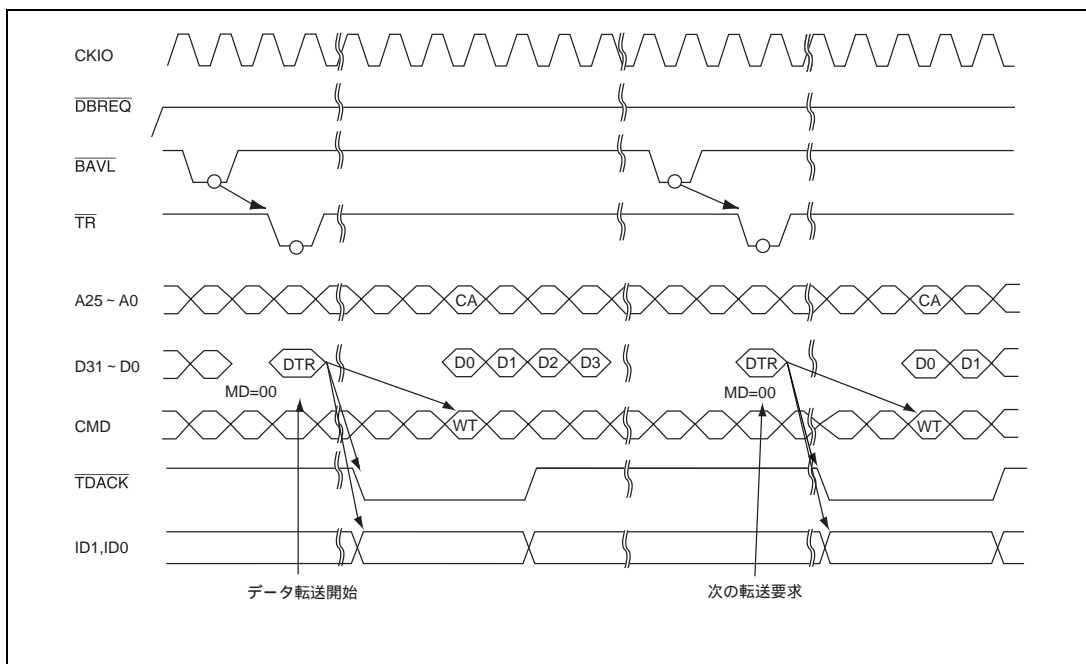 CKIO
DBREQ
BAVL
TR
A25 ~ A0 CA CA
D31 ~ D0 DTR D0 D1 D2 D3 DTR D0 D1
MD=00 MD=00
CMD WT WT
TDACK
ID1,ID0
データ転送開始 次の転送要求